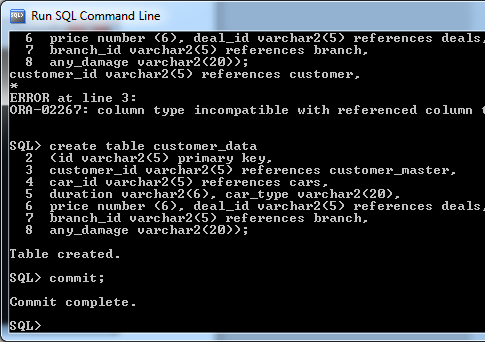 Run SQL Command Line
6 price number (6), deal_id varchar2(5) references deals,
7 branch_id varchar2(5) references branch,
8 any_damage varchar2(20));
customer_id varchar2(5) references customer,
*
ERROR at line 3:
ORA-02267: column type incompatible with referenced column
SQL> create table customer_data
2 (id varchar2(5) primary key,
3 customer_id varchar2(5) references customer_master,
4 car_id varchar2(5) references cars,
5 duration varchar2(6), car_type varchar2(20),
6 price number (6), deal_id varchar2(5) references deals,
7 branch_id varchar2(5) references branch,
8 any_damage varchar2(20));
Table created.
SQL> commit;
Commit complete.
SQL>